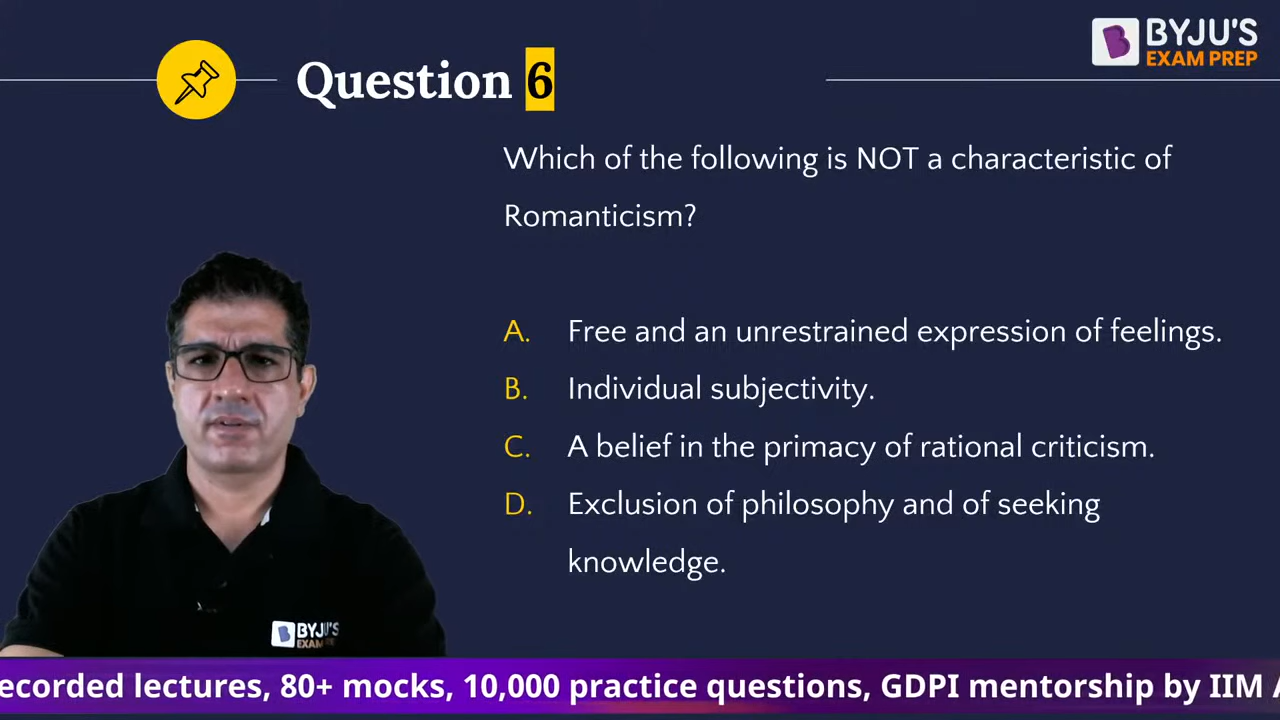 BYJU'S
EXAM PREP
Question 6
Which of the following is NOT a characteristic of
Romanticism?
A. Free and an unrestrained expression of feelings.
B. Individual subjectivity.
C. A belief in the primacy of rational criticism.
D. Exclusion of philosophy and of seeking
knowledge.
BYJU'S
EXAM PREP
lectures, 80+ mocks, 10,000 practice questions, GDPI mentorship by IIM